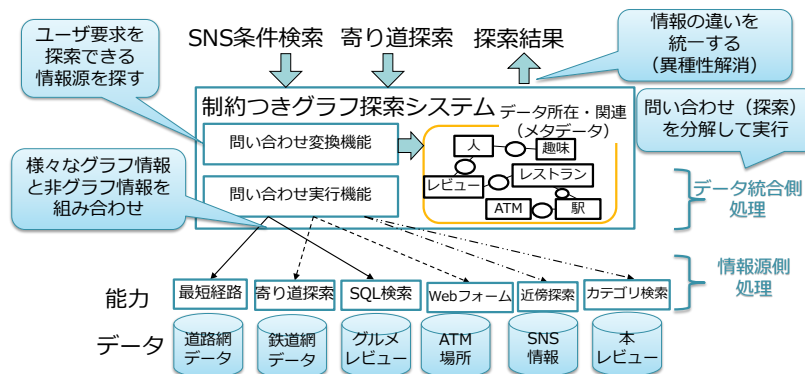 ユーザ要求を
探索できる
情報源を探す
SNS条件検索
寄り道探索
探索結果
情報の違いを
統一する
（異種性解消）
制約つきグラフ探索システム
データ所在・関連
（メタデータ）
問い合わせ（探索）
を分解して実行
問い合わせ変換機能
人
趣味
レビュー
レストラン
ATM
駅
様々なグラフ情報
と非グラフ情報を
組み合わせ
問い合わせ実行機能
データ統合側
処理
情報源側
処理
能力
最短経路
寄り道探索
SQL検索
Webフォーム
近傍探索
カテゴリ検索
データ
道路網
データ
鉄道網
データ
グルメ
レビュー
ATM
場所
SNS
情報
本
レビュー